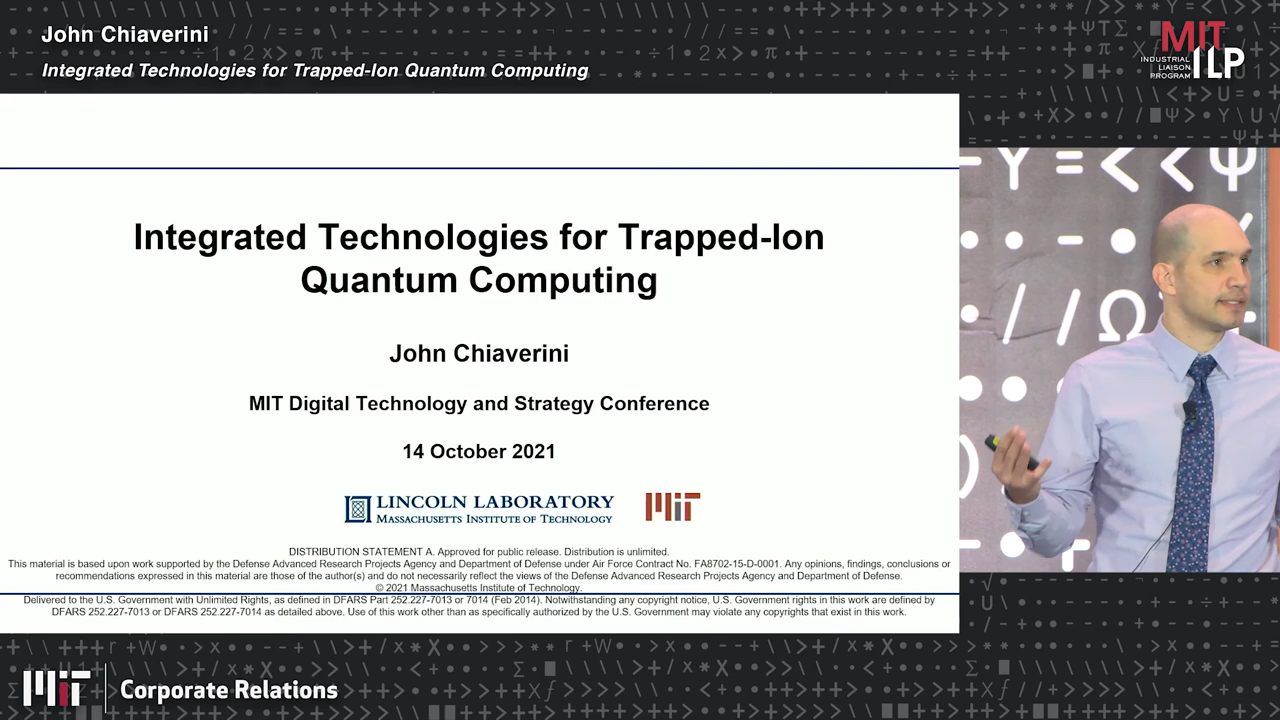 John Chiaverini
Integrated Technologies for Trapped-Ion Quantum Computing
MIT
INDUSTRIAL
LIAISON
PROGRAM
ILP
Integrated Technologies for Trapped-Ion
Quantum Computing
John Chiaverini
MIT Digital Technology and Strategy Conference
14 October 2021
LINCOLN LABORATORY
MASSACHUSETTS INSTITUTE OF TECHNOLOGY
MIT
DISTRIBUTION STATEMENT A. Approved for public release. Distribution is unlimited.
This material is based upon work supported by the Defense Advanced Research Projects Agency and Department of Defense under Air Force Contract No. FA8702-15-D-0001. Any opinions, findings, conclusions or
recommendations expressed in this material are those of the author(s) and do not necessarily reflect the views of the Defense Advanced Research Projects Agency and Department of Defense.
© 2021 Massachusetts Institute of Technology.
Delivered to the U.S. Government with Unlimited Rights, as defined in DFARS Part 252.227-7013 or 7014 (Feb 2014). Notwithstanding any copyright notice, U.S. Government rights in this work are defined by
DFARS 252.227-7013 or DFARS 252.227-7014 as detailed above. Use of this work other than as specifically authorized by the U.S. Government may violate any copyrights that exist in this work.
MIT
Corporate Relations